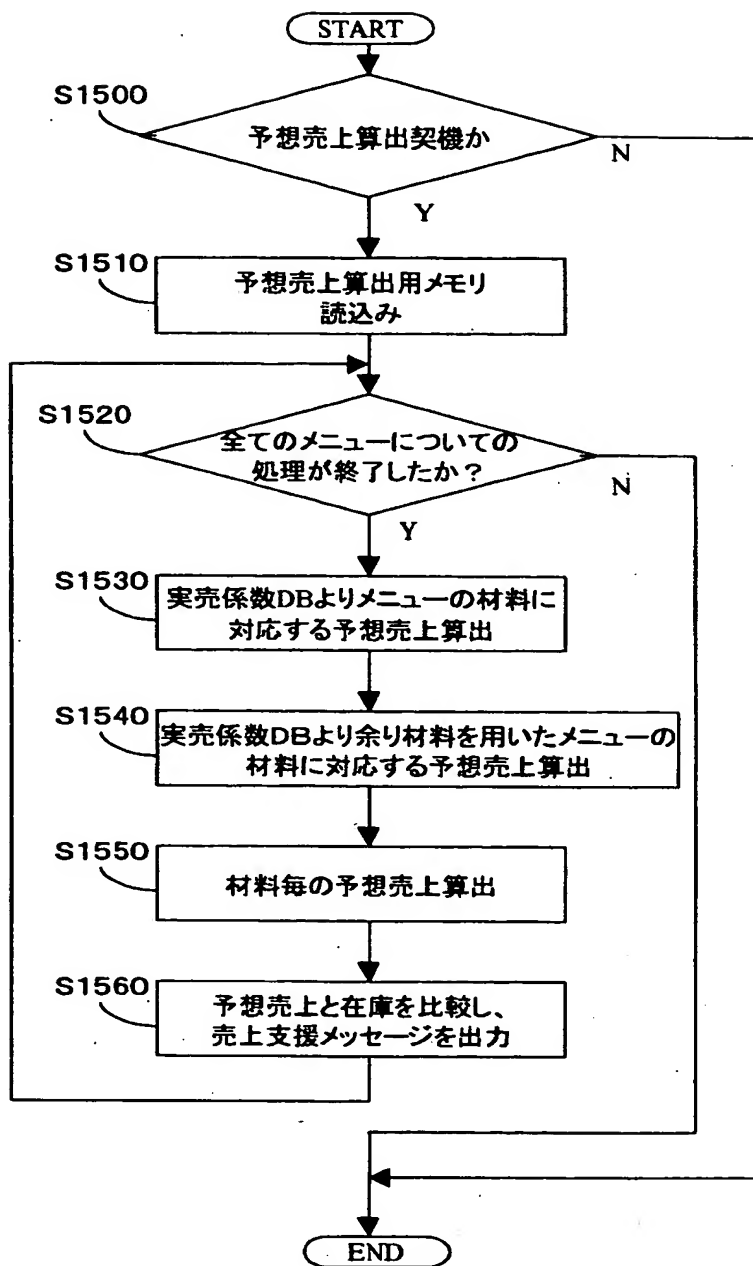 START
S1500
予想売上算出契機か
N
Y
S1510
予想売上算出用メモリ
読込み
S1520
全てのメニューについての
処理が終了したか？
N
Y
S1530
実売係数DBよりメニューの材料に
対応する予想売上算出
S1540
実売係数DBより余り材料を用いたメニューの
材料に対応する予想売上算出
S1550
材料毎の予想売上算出
S1560
予想売上と在庫を比較し、
売上支援メッセージを出力
END